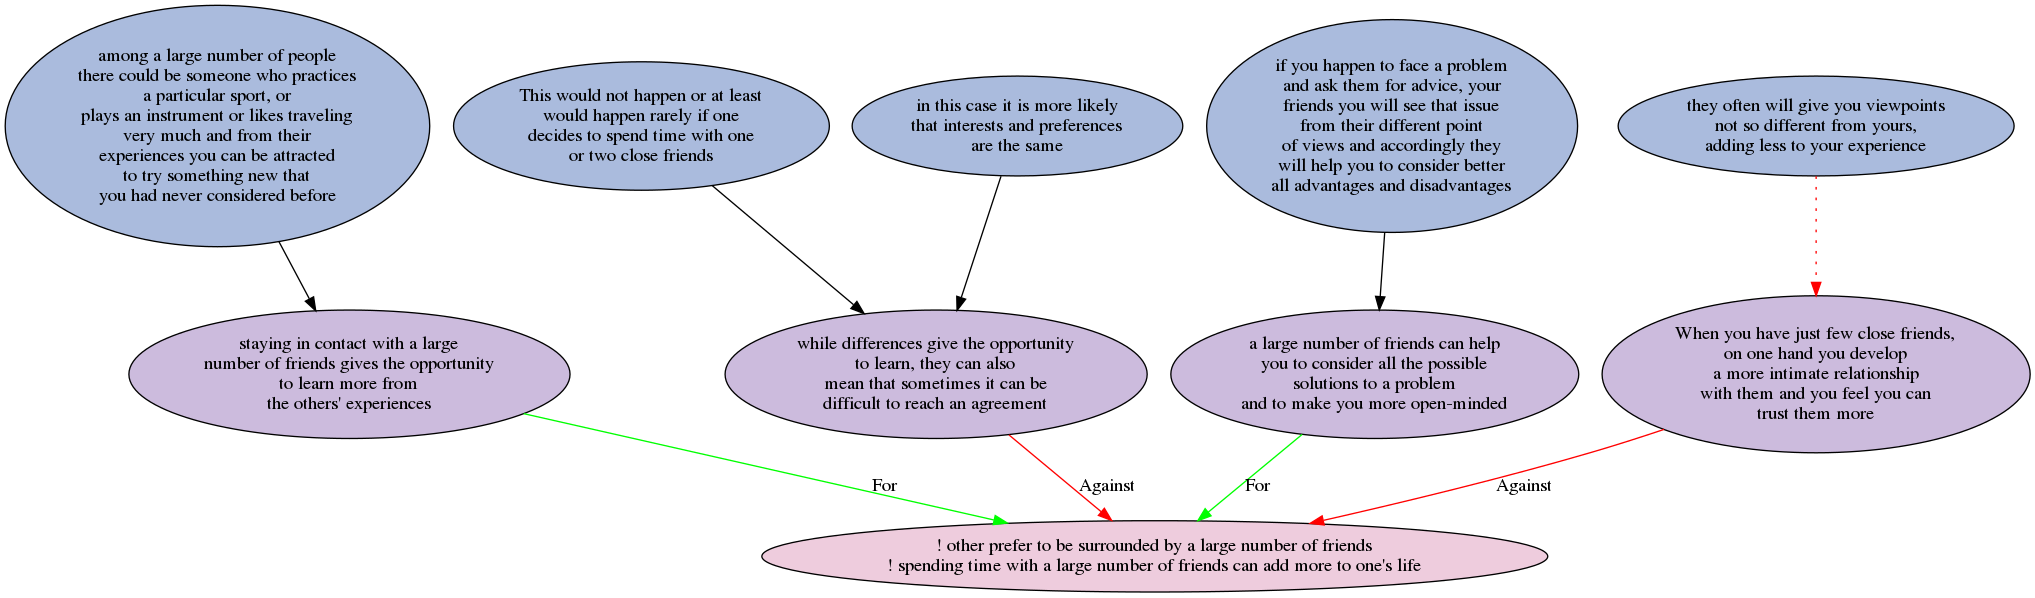 among a large number of people
there could be someone who practices
a particular sport, or
plays an instrument or likes traveling
very much and from their
experiences you can be attracted
to try something new that
you had never considered before
This would not happen or at least
would happen rarely if one
decides to spend time with one
or two close friends
in this case it is more likely
that interests and preferences
are the same
if you happen to face a problem
and ask them for advice, your
friends you will see that issue
from their different point
of views and accordingly they
will help you to consider better
all advantages and disadvantages
they often will give you viewpoints
not so different from yours,
adding less to your experience
staying in contact with a large
number of friends gives the opportunity
to learn more from
the others' experiences
while differences give the opportunity
to learn, they can also
mean that sometimes it can be
difficult to reach an agreement
a large number of friends can help
you to consider all the possible
solutions to a problem
and to make you more open-minded
When you have just few close friends,
on one hand you develop
a more intimate relationship
with them and you feel you can
trust them more
For
Against
For
Against
! other prefer to be surrounded by a large number of friends
! spending time with a large number of friends can add more to one's life